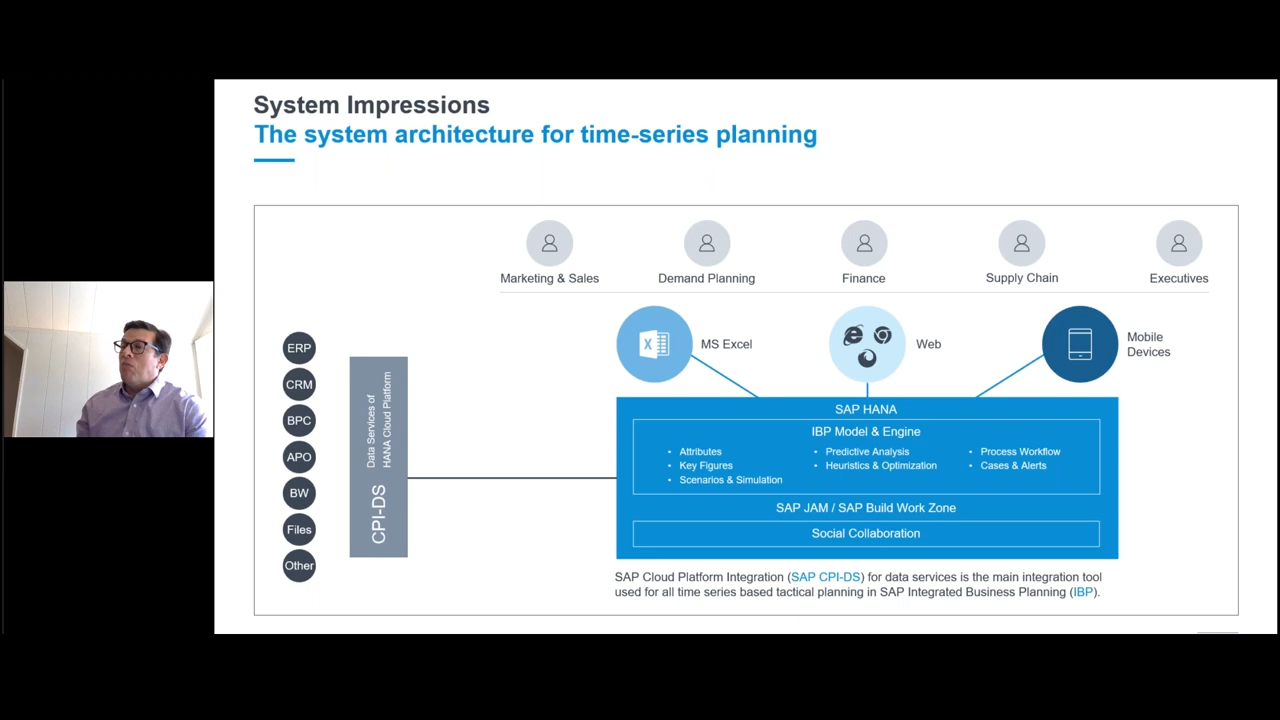 System Impressions
The system architecture for time-series planning
Marketing & Sales
Demand Planning
Finance
Supply Chain
Executives
MS Excel
Web
Mobile
Devices
ERP
CRM
BPC
APO
BW
Files
Other
Data Services of
HANA Cloud Platform
CPI-DS
SAP HANA
IBP Model & Engine
• Attributes
• Key Figures
• Scenarios & Simulation
• Predictive Analysis
• Heuristics & Optimization
• Process Workflow
• Cases & Alerts
SAP JAM / SAP Build Work Zone
Social Collaboration
SAP Cloud Platform Integration (SAP CPI-DS) for data services is the main integration tool
used for all time series based tactical planning in SAP Integrated Business Planning (IBP).